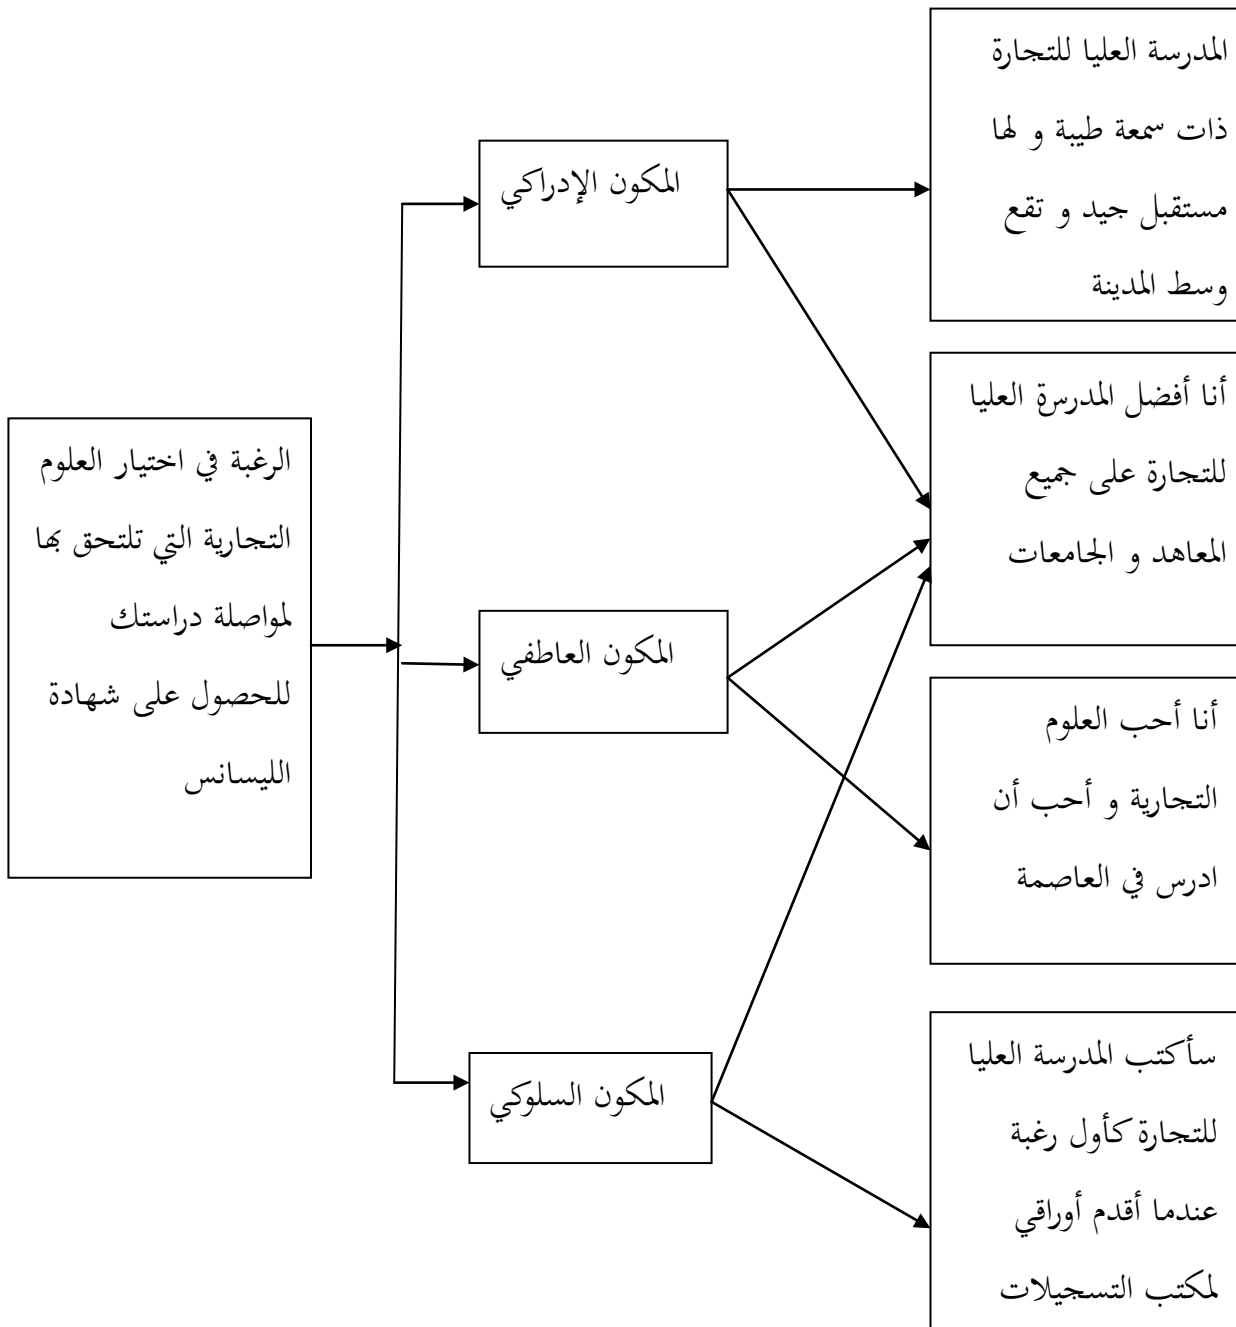 المدرسة العليا للتجارة
ذات سمعة طيبة و لها
مستقبل جيد و تقع
وسط المدينة
المكون الإدراكي
أنا أفضل المدرسة العليا
للتجارة على جميع
المعاهد و الجامعات
الرغبة في اختيار العلوم
التجارية التي تلتحق بها
لمواصلة دراستك
للحصول على شهادة
الليسانس
المكون العاطفي
أنا أحب العلوم
التجارية و أحب أن
ادرس في العاصمة
المكون السلوكي
سأكتب المدرسة العليا
للتجارة كأول رغبة
عندما أقدم أوراقي
لمكتب التسجيلات